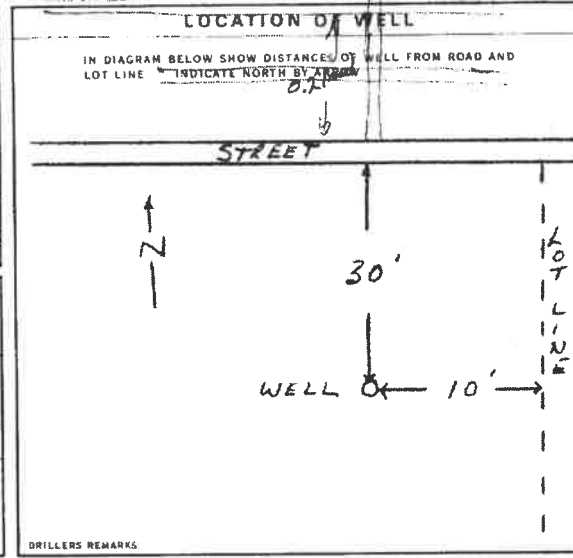 LOCATION OF WELL
IN DIAGRAM BELOW SHOW DISTANCES OF WELL FROM ROAD AND
LOT LINE INDICATE NORTH BY ARROW
STREET
N
30'
LOT LINE
WELL 10'
DRILLERS REMARKS